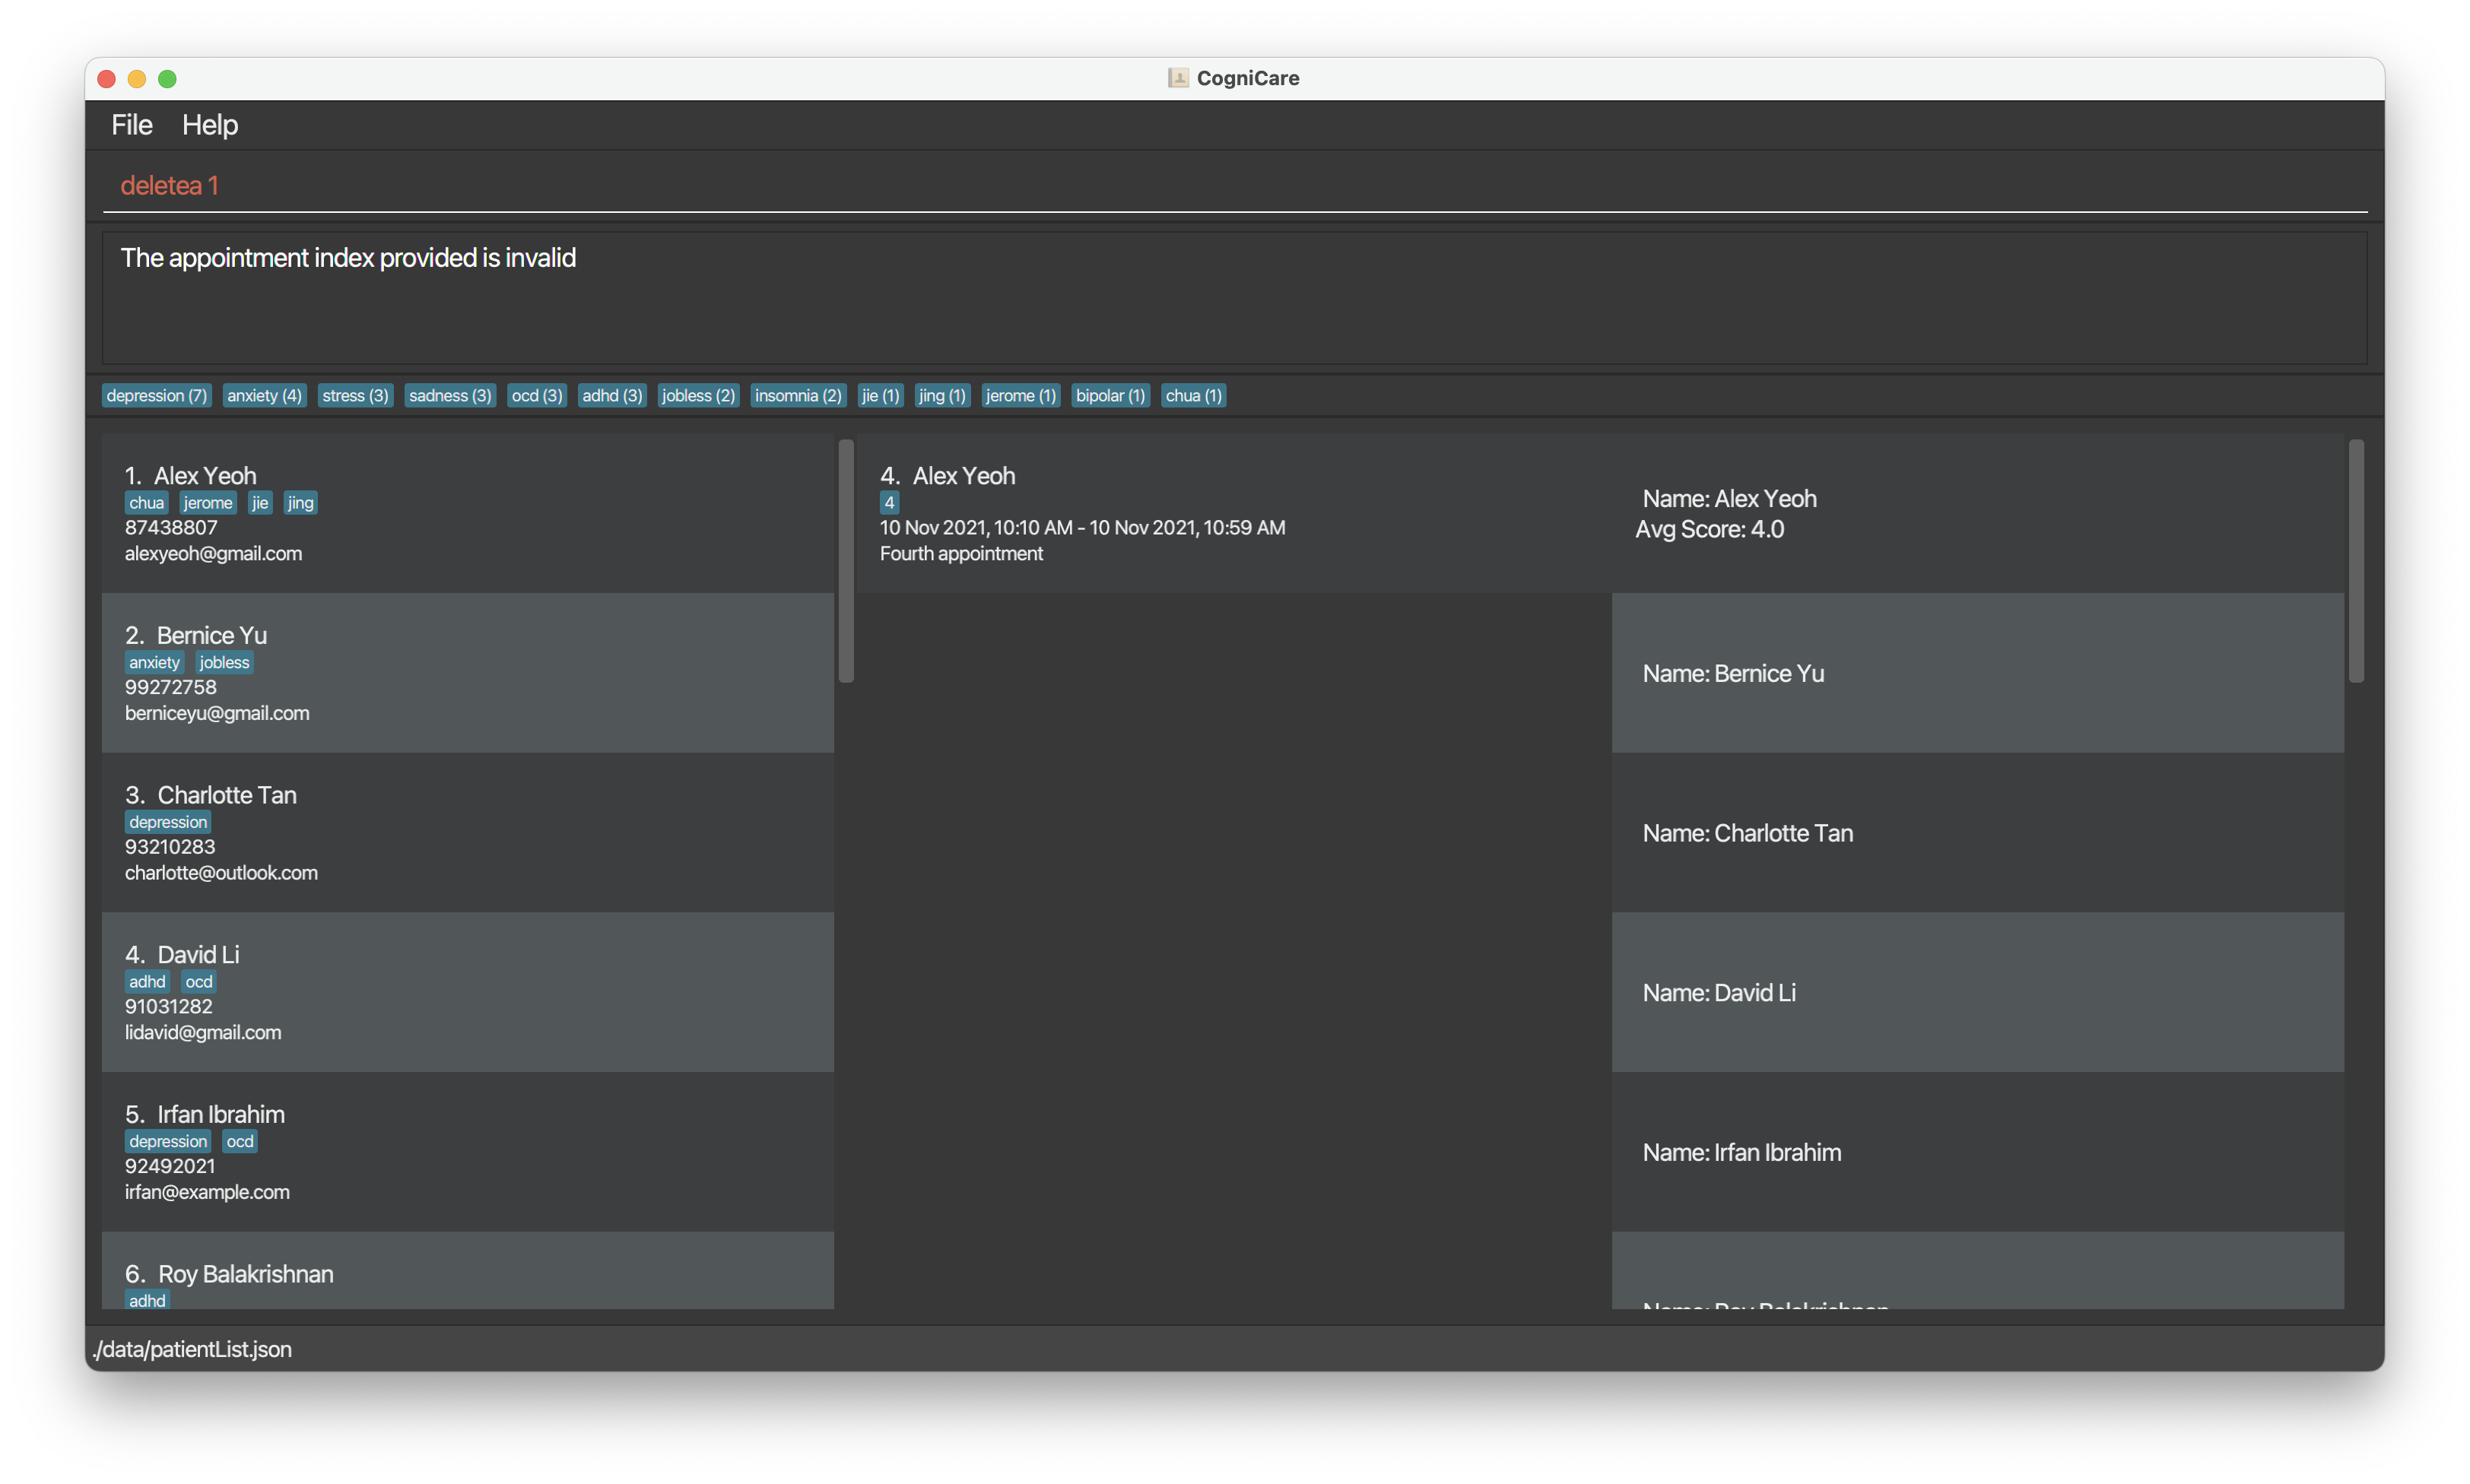 CogniCare
File Help
deletea 1
The appointment index provided is invalid
depression (7) anxiety (4) stress (3) sadness (3) ocd (3) adhd (3) jobless (2) insomnia (2) jie (1) jing (1) jerome (1) bipolar (1) chua (1)
1. Alex Yeoh
chua jerome jie jing
87438807
alexyeoh@gmail.com
2. Bernice Yu
anxiety jobless
99272758
berniceyu@gmail.com
3. Charlotte Tan
depression
93210283
charlotte@outlook.com
4. David Li
adhd ocd
91031282
lidavid@gmail.com
5. Irfan Ibrahim
depression ocd
92492021
irfan@example.com
6. Roy Balakrishnan
adhd
4. Alex Yeoh
4
10 Nov 2021, 10:10 AM - 10 Nov 2021, 10:59 AM
Fourth appointment
Name: Alex Yeoh
Avg Score: 4.0
Name: Bernice Yu
Name: Charlotte Tan
Name: David Li
Name: Irfan Ibrahim
Name: Roy Balakrishnan
./data/patientList.json